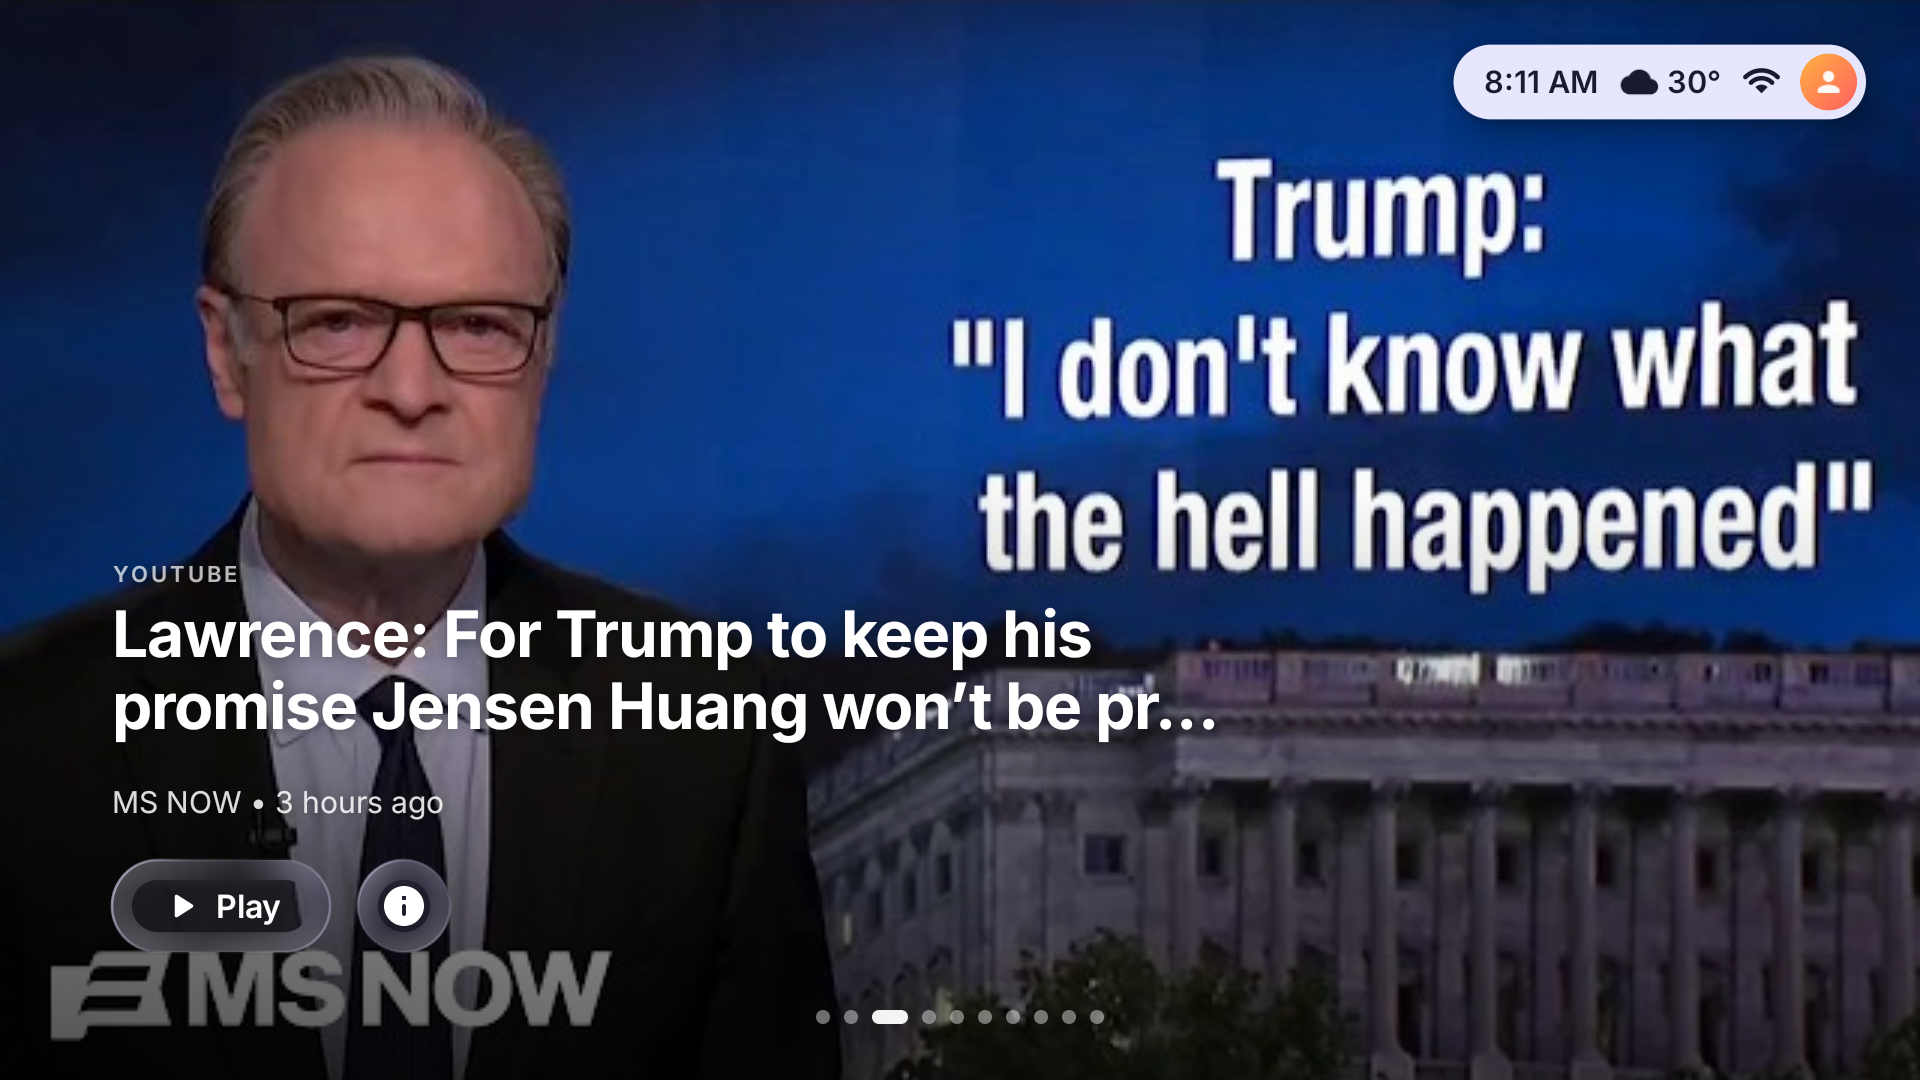 8:11 AM 30°
Trump:
"I don't know what
the hell happened"
YOUTUBE
Lawrence: For Trump to keep his
promise Jensen Huang won’t be pr…
MS NOW • 3 hours ago
Play
MS NOW